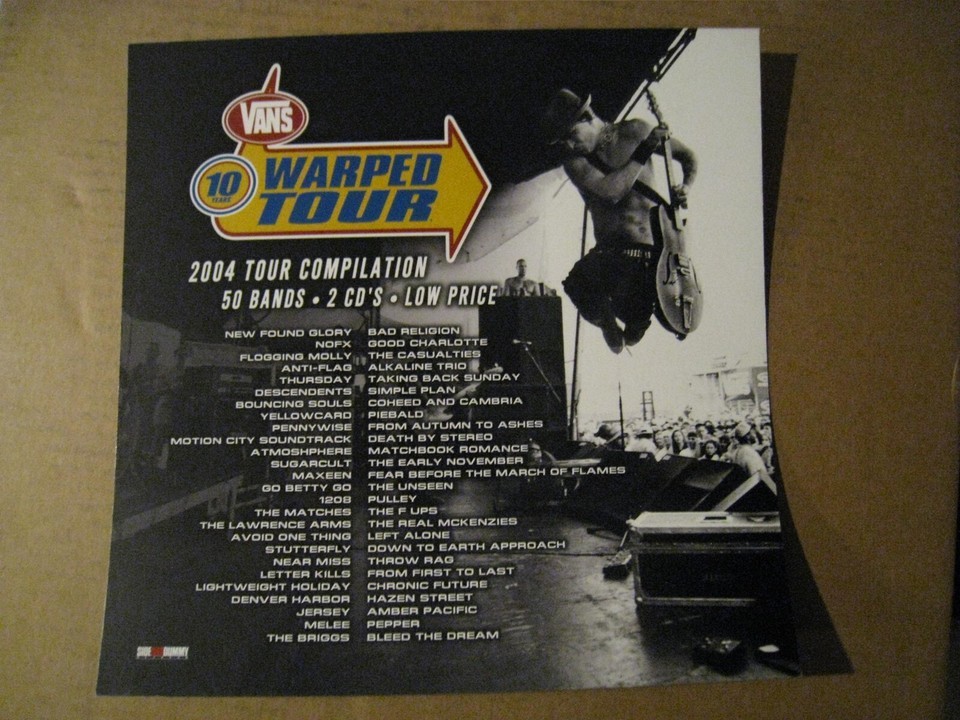 VANS
10
YEARS
WARPED
TOUR
2004 TOUR COMPILATION
50 BANDS • 2 CD'S • LOW PRICE
NEW FOUND GLORY BAD RELIGION
NOFX GOOD CHARLOTTE
FLOGGING MOLLY THE CASUALTIES
ANTI-FLAG ALKALINE TRIO
THURSDAY TAKING BACK SUNDAY
DESCENDENTS SIMPLE PLAN
BOUNCING SOULS COHEED AND CAMBRIA
YELLOWCARD PIEBALD
PENNYWISE FROM AUTUMN TO ASHES
MOTION CITY SOUNDTRACK DEATH BY STEREO
ATMOSHPHERE MATCHBOOK ROMANCE
SUGARCULT THE EARLY NOVEMBER
MAXEEN FEAR BEFORE THE MARCH OF FLAMES
GO BETTY GO THE UNSEEN
1208 PULLEY
THE MATCHES THE F UPS
THE LAWRENCE ARMS THE REAL MCKENZIES
AVOID ONE THING LEFT ALONE
STUTTERFLY DOWN TO EARTH APPROACH
NEAR MISS THROW RAG
LETTER KILLS FROM FIRST TO LAST
LIGHTWEIGHT HOLIDAY CHRONIC FUTURE
DENVER HARBOR HAZEN STREET
JERSEY AMBER PACIFIC
MELEE PEPPER
THE BRIGGS BLEED THE DREAM
SIDE DUMMY